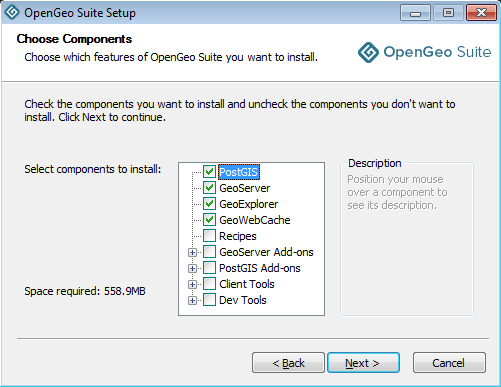 OpenGeo Suite Setup
Choose Components
Choose which features of OpenGeo Suite you want to install.
OpenGeo Suite
Check the components you want to install and uncheck the components you don't want to
install. Click Next to continue.
Select components to install:
PostGIS
GeoServer
GeoExplorer
GeoWebCache
Recipes
GeoServer Add-ons
PostGIS Add-ons
Client Tools
Dev Tools
Description
Position your mouse
over a component to
see its description.
Space required: 558.9MB
< Back
Next >
Cancel